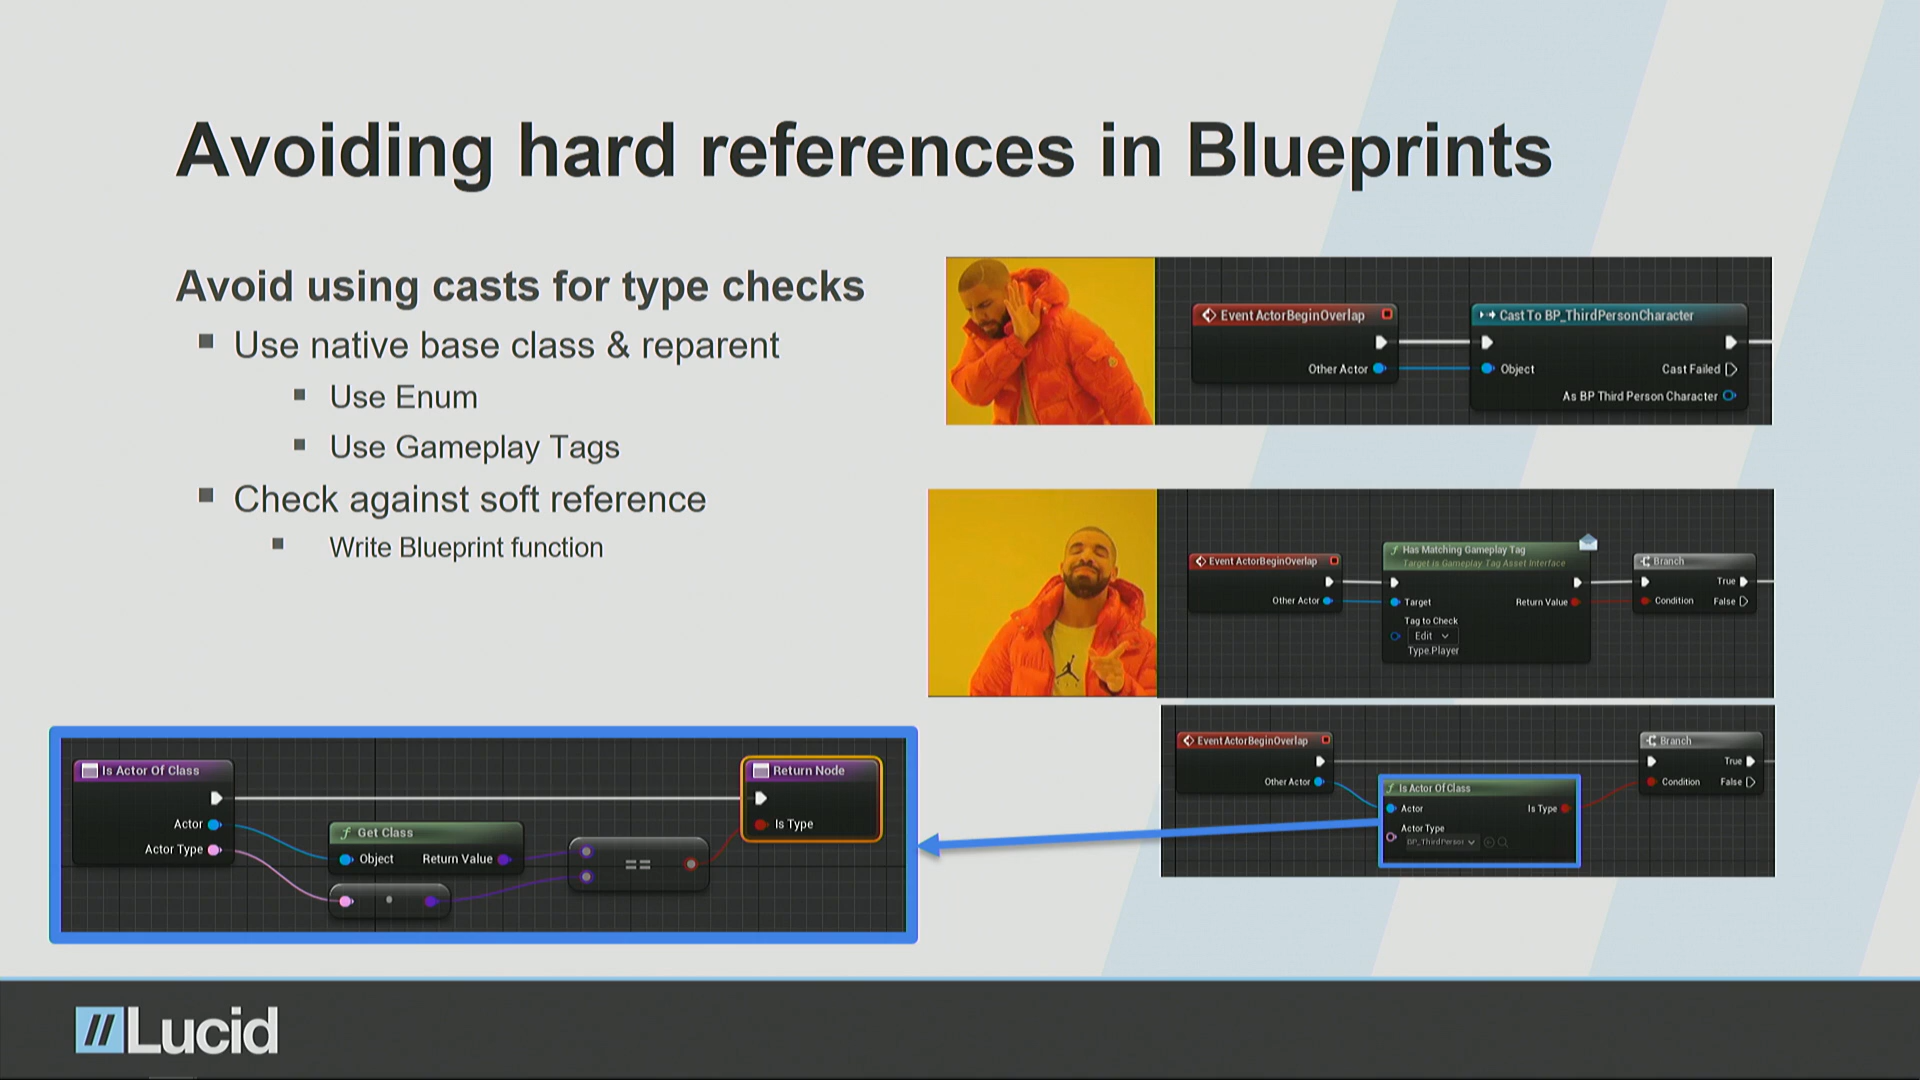 Avoiding hard references in Blueprints
Avoid using casts for type checks
Use native base class & reparent
Use Enum
Use Gameplay Tags
Check against soft reference
Write Blueprint function
Event ActorBeginOverlap
Other Actor
Cast To BP_ThirdPersonCharacter
Object
Cast Failed
As BP Third Person Character
Event ActorBeginOverlap
Other Actor
f Has Matching Gameplay Tag
Target is Gameplay Tag Asset Interface
Target
Return Value
Tag to Check
Edit
Type.Player
Branch
True
Condition
False
Event ActorBeginOverlap
Other Actor
f Is Actor Of Class
Actor
Is Type
Actor Type
BP_ThirdPerson
Branch
True
Condition
False
Is Actor Of Class
Actor
Actor Type
f Get Class
Object
Return Value
==
Return Node
Is Type
//Lucid